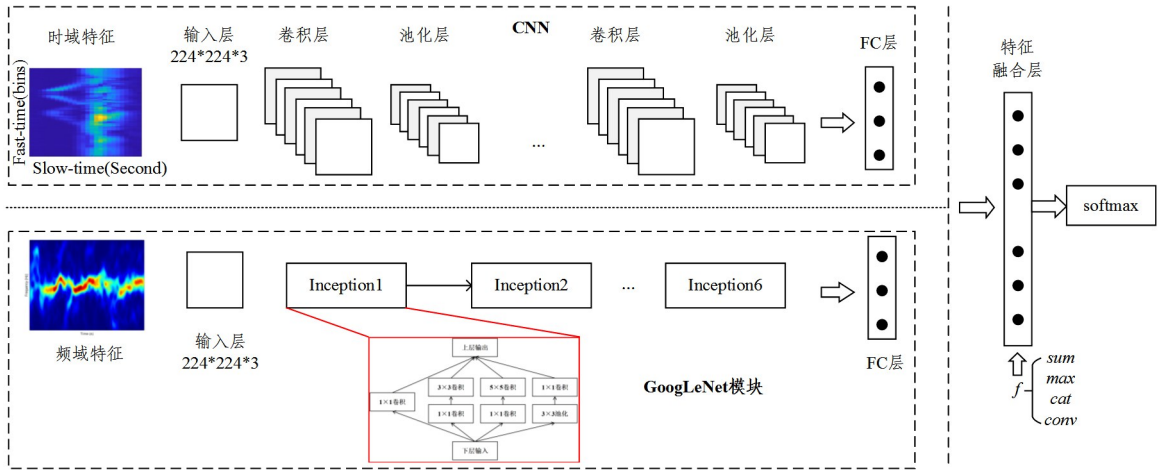 CNN
时域特征
输入层
224*224*3
卷积层
池化层
卷积层
池化层
FC层
Fast-time(bins)
Slow-time(Second)
...
特征
融合层
softmax
频域特征
输入层
224*224*3
Inception1
Inception2
...
Inception6
FC层
上层输出
3×3卷积
5×5卷积
1×1卷积
1×1卷积
1×1卷积
1×1卷积
3×3池化
下层输入
GoogLeNet模块
f
sum
max
cat
conv